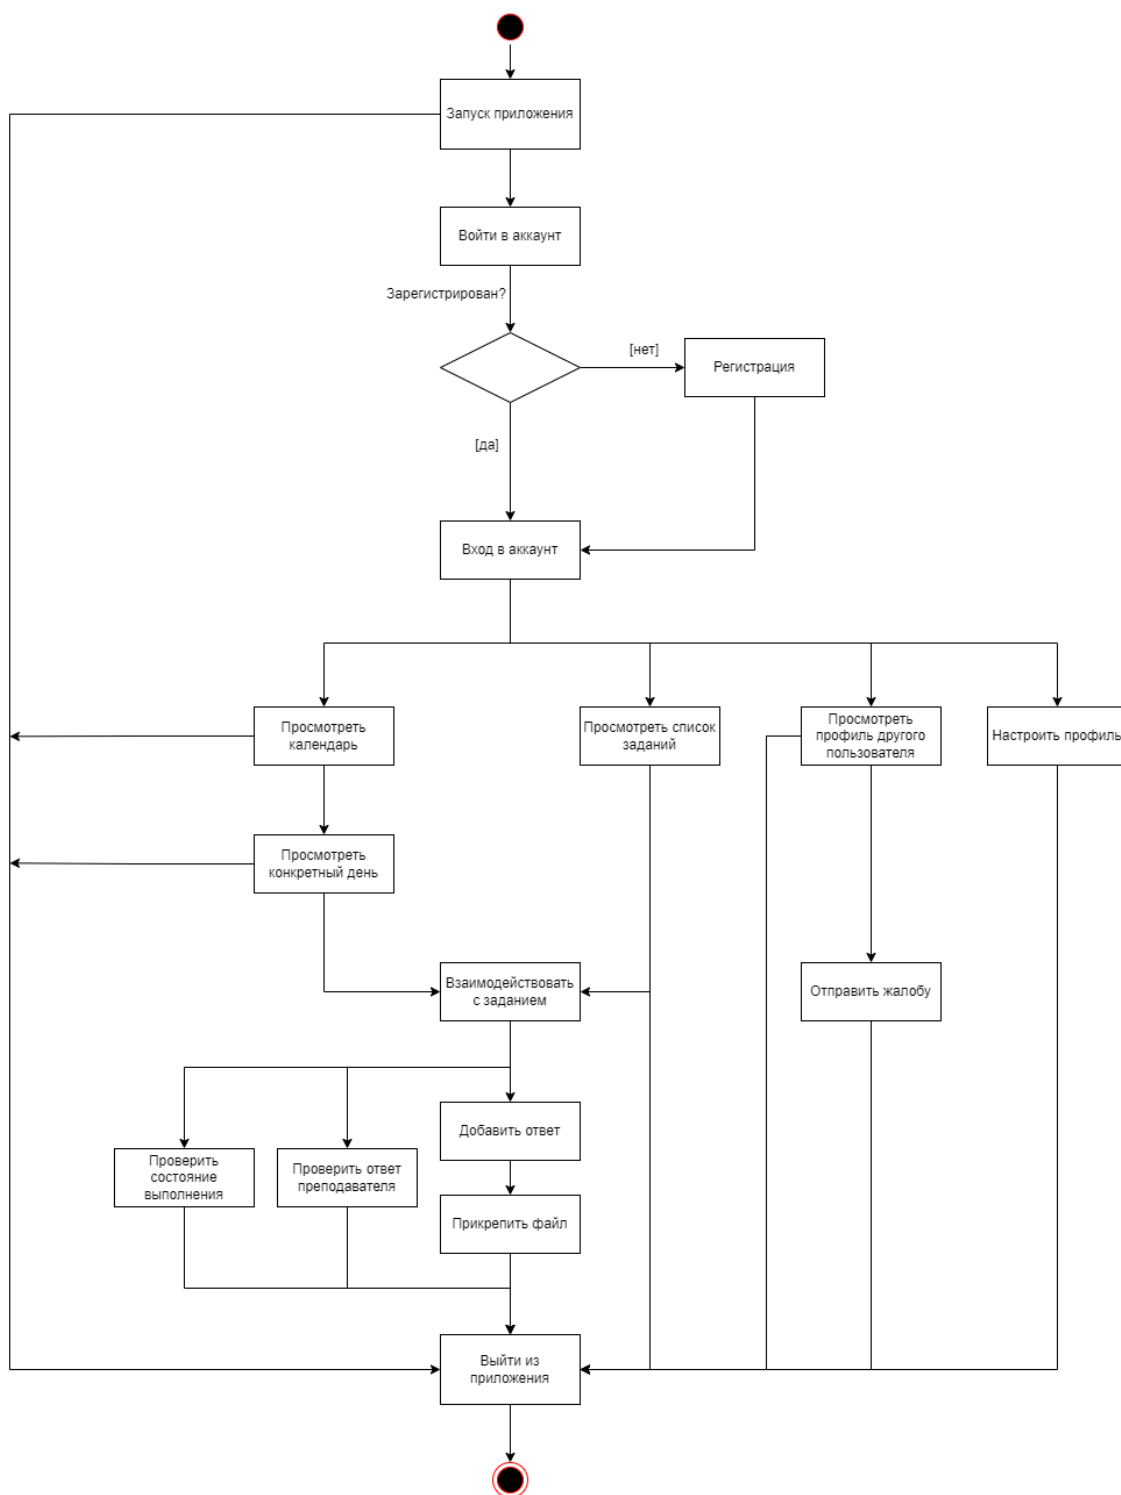 Запуск приложения
Войти в аккаунт
Зарегистрирован?
[нет]
Регистрация
[да]
Вход в аккаунт
Просмотреть
календарь
Просмотреть список
заданий
Просмотреть
профиль другого
пользователя
Настроить профиль
Просмотреть
конкретный день
Взаимодействовать
с заданием
Отправить жалобу
Добавить ответ
Проверить
состояние
выполнения
Проверить ответ
преподавателя
Прикрепить файл
Выйти из
приложения